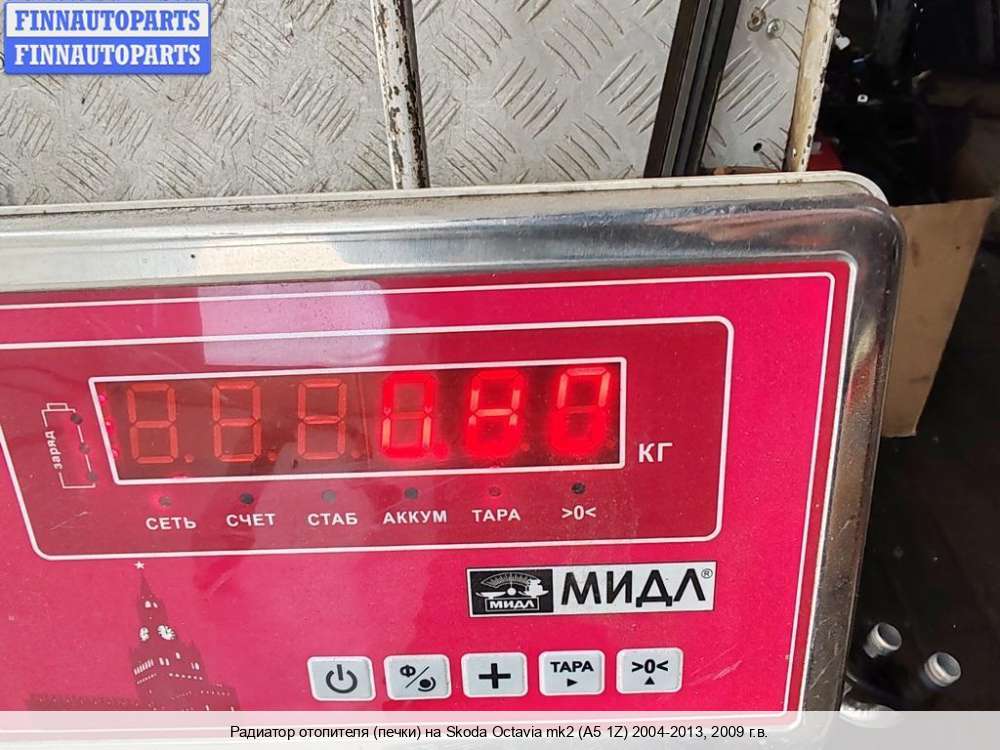 FINNAUTOPARTS
FINNAUTOPARTS
заряд
КГ
СЕТЬ СЧЕТ СТАБ АККУМ ТАРА >0<
МИДЛ МИДЛ®
Ф/ + ТАРА >0<
Радиатор отопителя (печки) на Skoda Octavia mk2 (A5 1Z) 2004-2013, 2009 г.в.